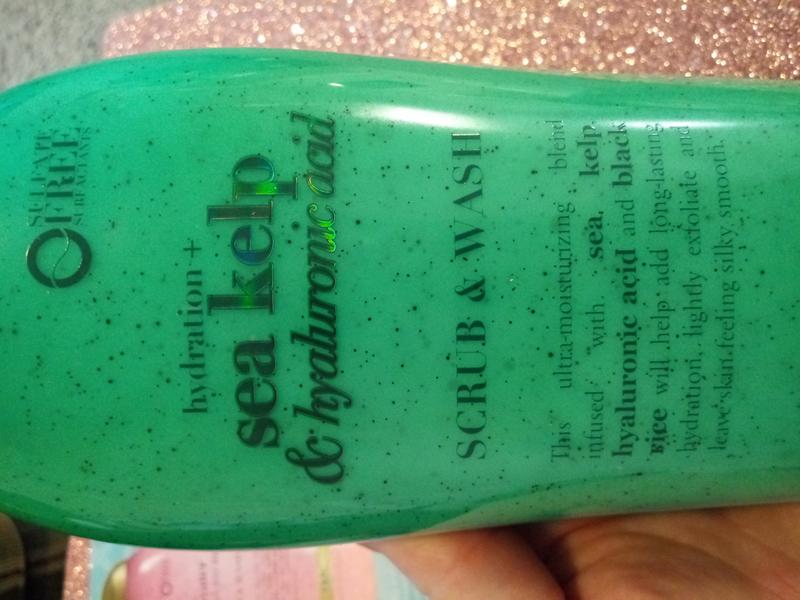 SULFATE
FREE
SURFACTANTS
hydration +
sea kelp
& hyaluronic acid
SCRUB & WASH
This ultra-moisturizing blend
infused with sea kelp,
hyaluronic acid and black
rice will help add long-lasting
hydration, lightly exfoliate and
leave skin feeling silky smooth.